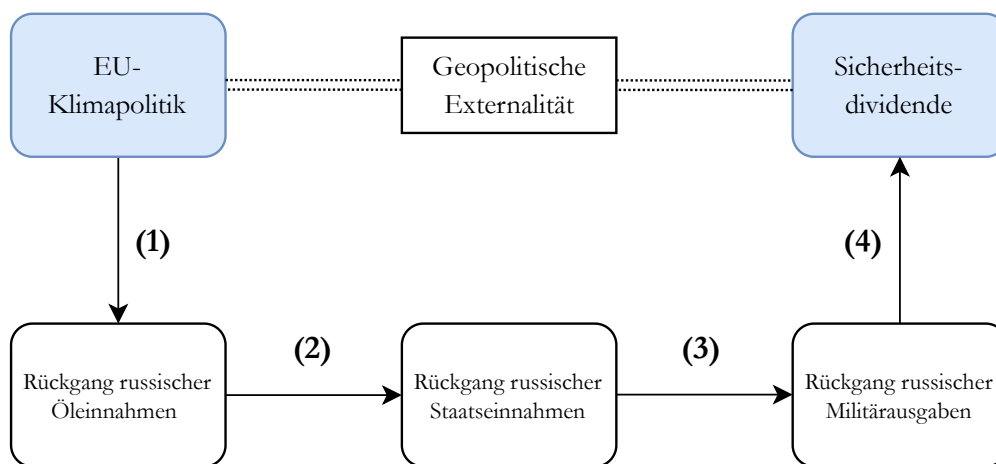 EU-
Klimapolitik
Geopolitische
Externalität
Sicherheits-
dividende
(1)
(4)
(2)
(3)
Rückgang russischer
Öleinnahmen
Rückgang russischer
Staatseinnahmen
Rückgang russischer
Militärausgaben